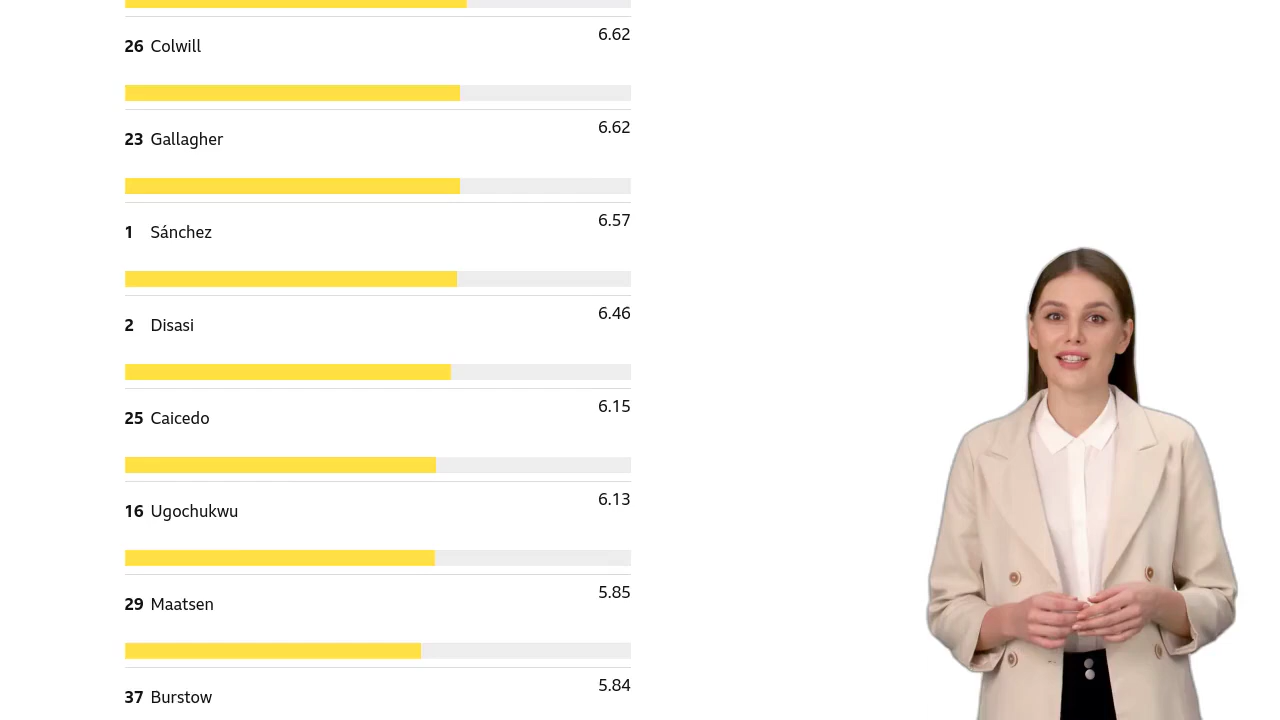 26 Colwill 6.62
23 Gallagher 6.62
1 Sánchez 6.57
2 Disasi 6.46
25 Caicedo 6.15
16 Ugochukwu 6.13
29 Maatsen 5.85
37 Burstow 5.84